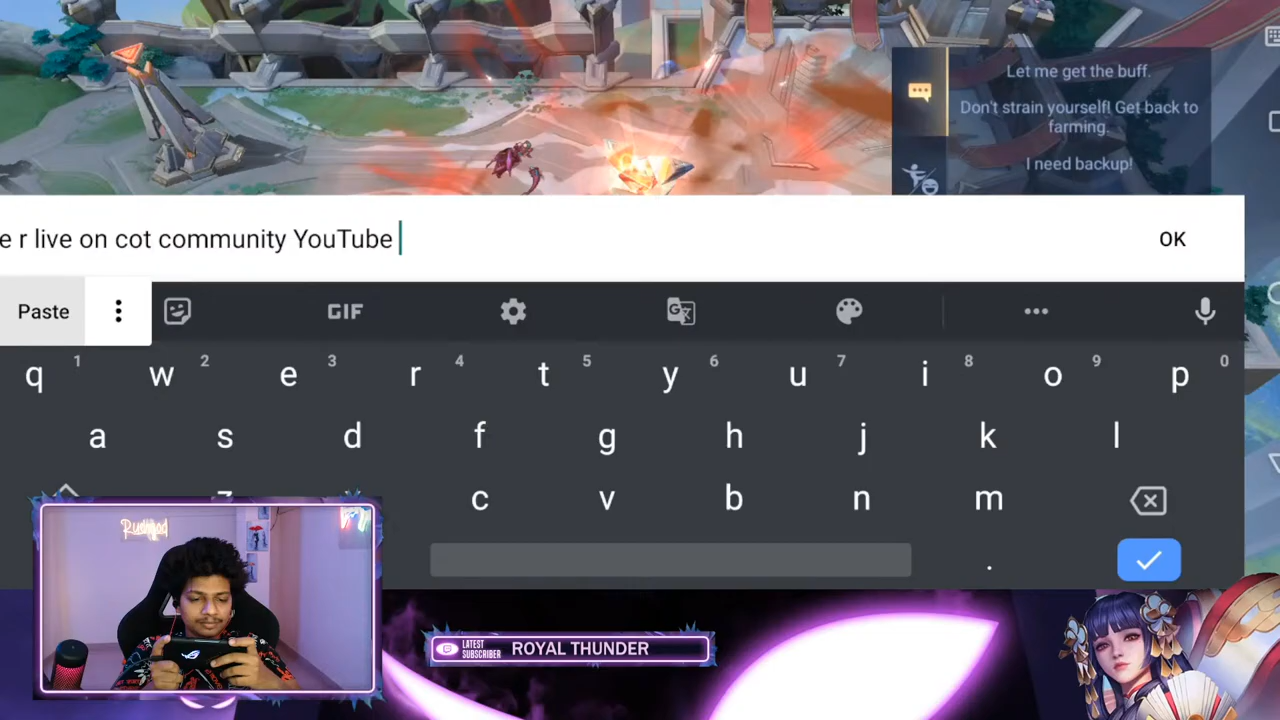 Let me get the buff.
Don't strain yourself! Get back to
farming.
I need backup!
e r live on cot community YouTube
OK
Paste
GIF
q 1 w 2 e 3 r 4 t 5 y 6 u 7 i 8 o 9 p 0
a s d f g h j k l
z c v b n m
.
Rushgod
LATEST
SUBSCRIBER
ROYAL THUNDER